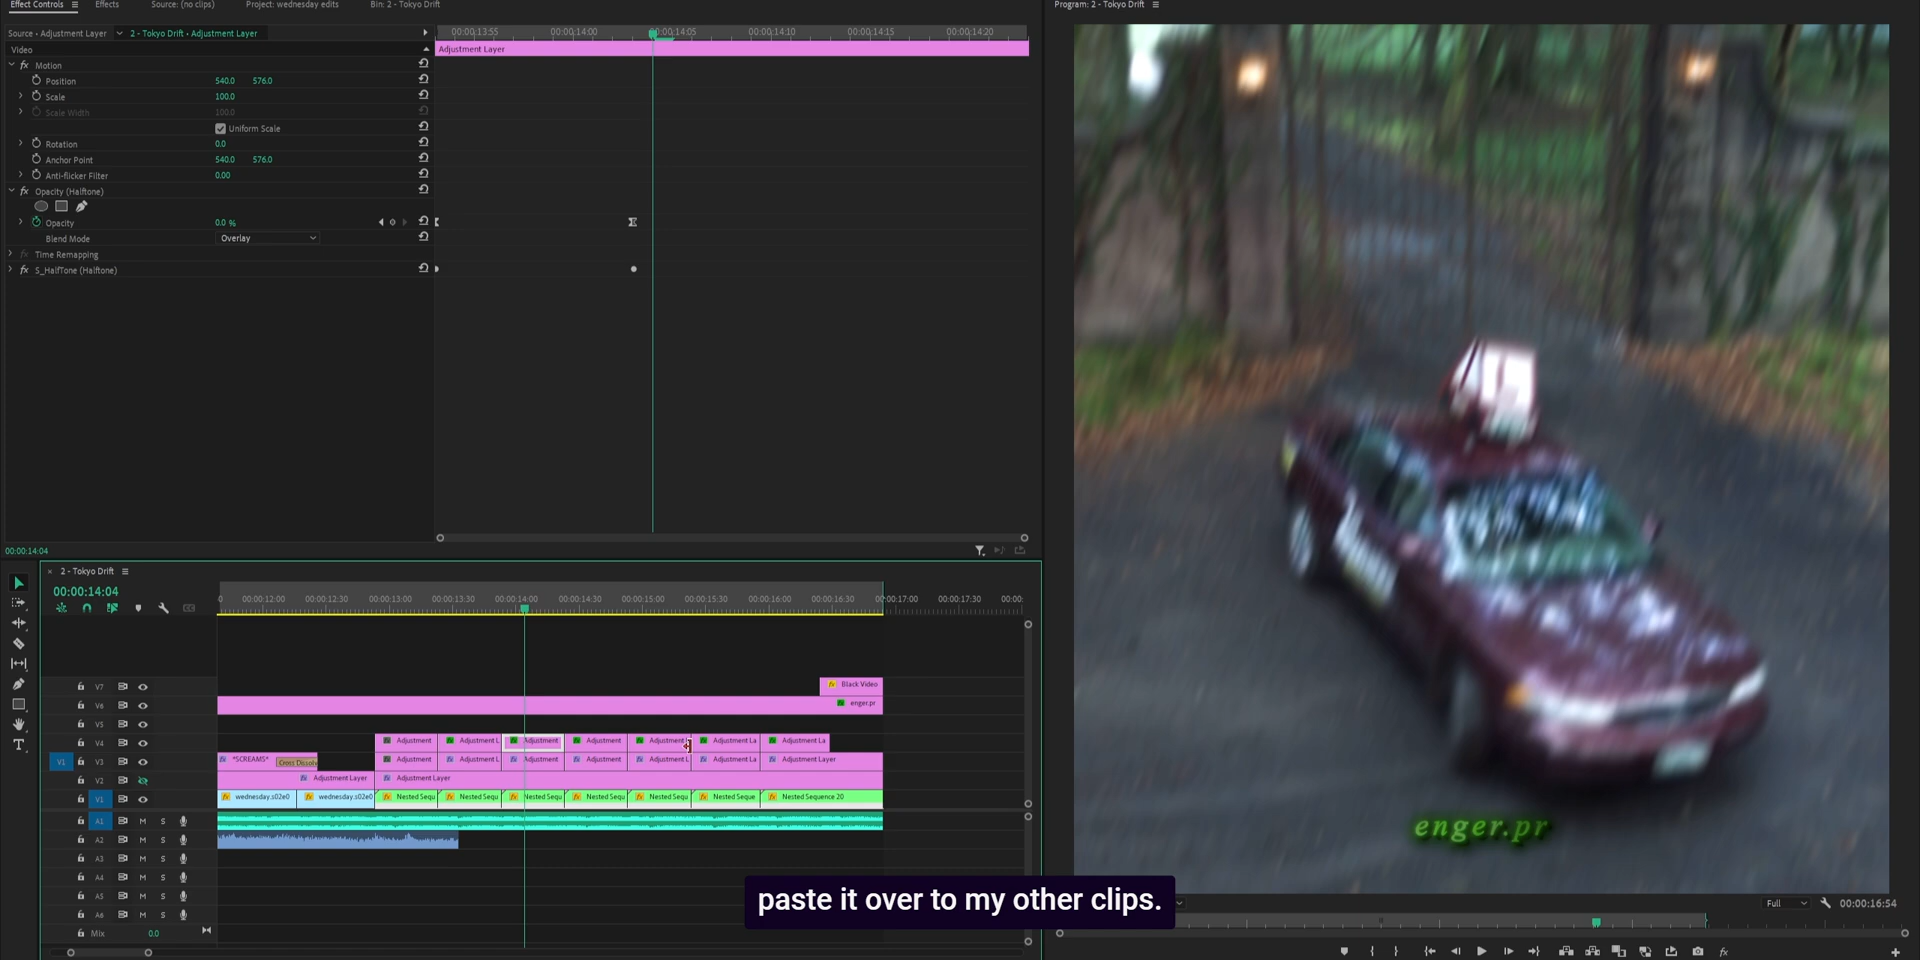 Effect Controls
Effects
Source: (no clips)
Project: wednesday edits
Bin: 2 - Tokyo Drift
Program: 2 - Tokyo Drift
Source • Adjustment Layer
2 - Tokyo Drift • Adjustment Layer
00:00:13:55 00:00:14:00 00:00:14:05 00:00:14:10 00:00:14:15 00:00:14:20
Video
Adjustment Layer
fx Motion
Position 540.0 576.0
Scale 100.0
Scale Width 100.0
Uniform Scale
Rotation 0.0
Anchor Point 540.0 576.0
Anti-flicker Filter 0.00
fx Opacity (Halftone)
Opacity 0.0 %
Blend Mode Overlay
fx Time Remapping
fx S_HalfTone (Halftone)
00:00:14:04
2 - Tokyo Drift
00:00:14:04
0 00:00:12:00 00:00:12:30 00:00:13:00 00:00:13:30 00:00:14:00 00:00:14:30 00:00:15:00 00:00:15:30 00:00:16:00 00:00:16:30 00:00:17:00 00:00:17:30 00:00:
V7 fx Black Video
V6 enger.pr
V5
V4 Adjustment Adjustment L Adjustment Adjustment Adjustment Adjustment La Adjustment La
V1 V3 *SCREAMS* Cross Dissolv Adjustment Adjustment L Adjustment Adjustment Adjustment L Adjustment La Adjustment Layer
V2 Adjustment Layer Adjustment Layer
V1 wednesday.s02e0 wednesday.s02e0 Nested Sequ Nested Sequ Nested Sequ Nested Sequ Nested Sequ Nested Seque Nested Sequence 20
A1 M S
A2 M S
A3 M S
A4 M S
A5 M S
A6 M S
Mix 0.0
enger.pr
paste it over to my other clips.
Full
00:00:16:54
fx